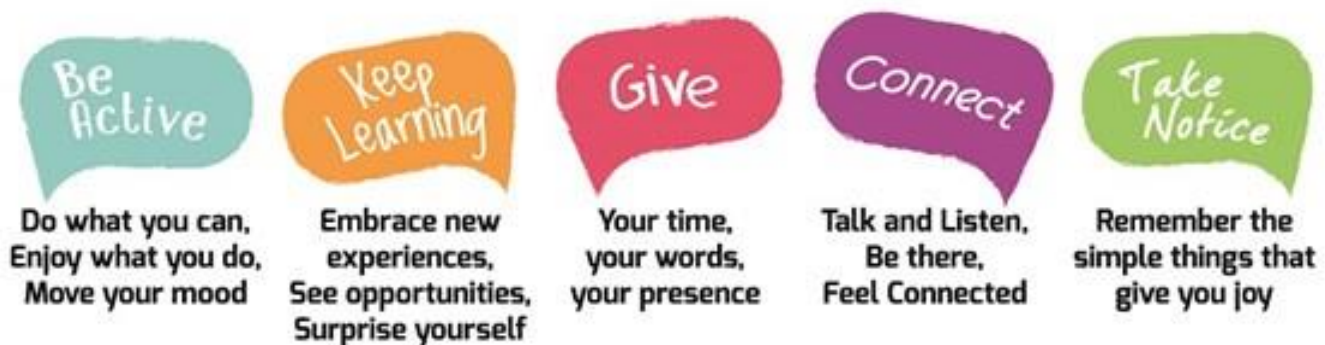 Be
Active
Do what you can,
Enjoy what you do,
Move your mood
Keep
Learning
Embrace new
experiences,
See opportunities,
Surprise yourself
Give
Your time,
your words,
your presence
Connect
Talk and Listen,
Be there,
Feel Connected
Take
Notice
Remember the
simple things that
give you joy